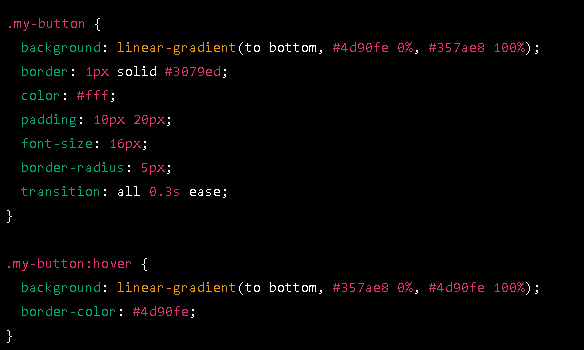 .my-button {
  background: linear-gradient(to bottom, #4d90fe 0%, #357ae8 100%);
  border: 1px solid #3079ed;
  color: #fff;
  padding: 10px 20px;
  font-size: 16px;
  border-radius: 5px;
  transition: all 0.3s ease;
}

.my-button:hover {
  background: linear-gradient(to bottom, #357ae8 0%, #4d90fe 100%);
  border-color: #4d90fe;
}